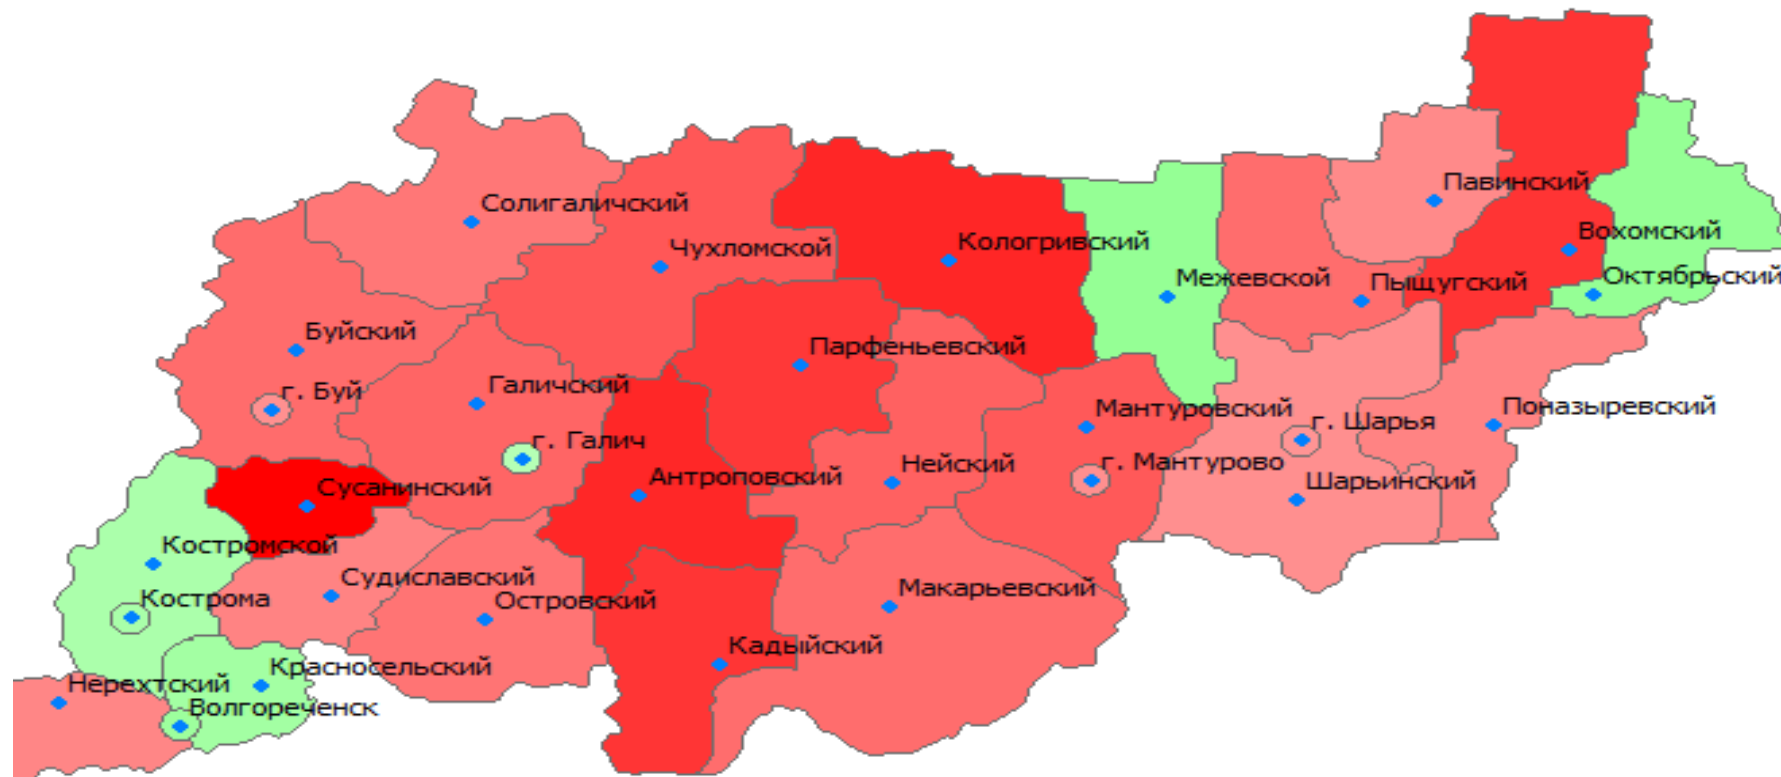 Павинский
Солигаличский
Вохомский
Чухломской
Кологривский
Межевской
Пыщугский
Октябрьский
Буйский
Парфеньевский
г. Буй
Галичский
Мантуровский
Поназыревский
г. Шарья
г. Галич
Нейский
г. Мантурово
Антроповский
Шарьинский
Сусанинский
Костромской
Судиславский
Макарьевский
Кострома
Островский
Кадыйский
Красносельский
Нерехтский
Волгореченск